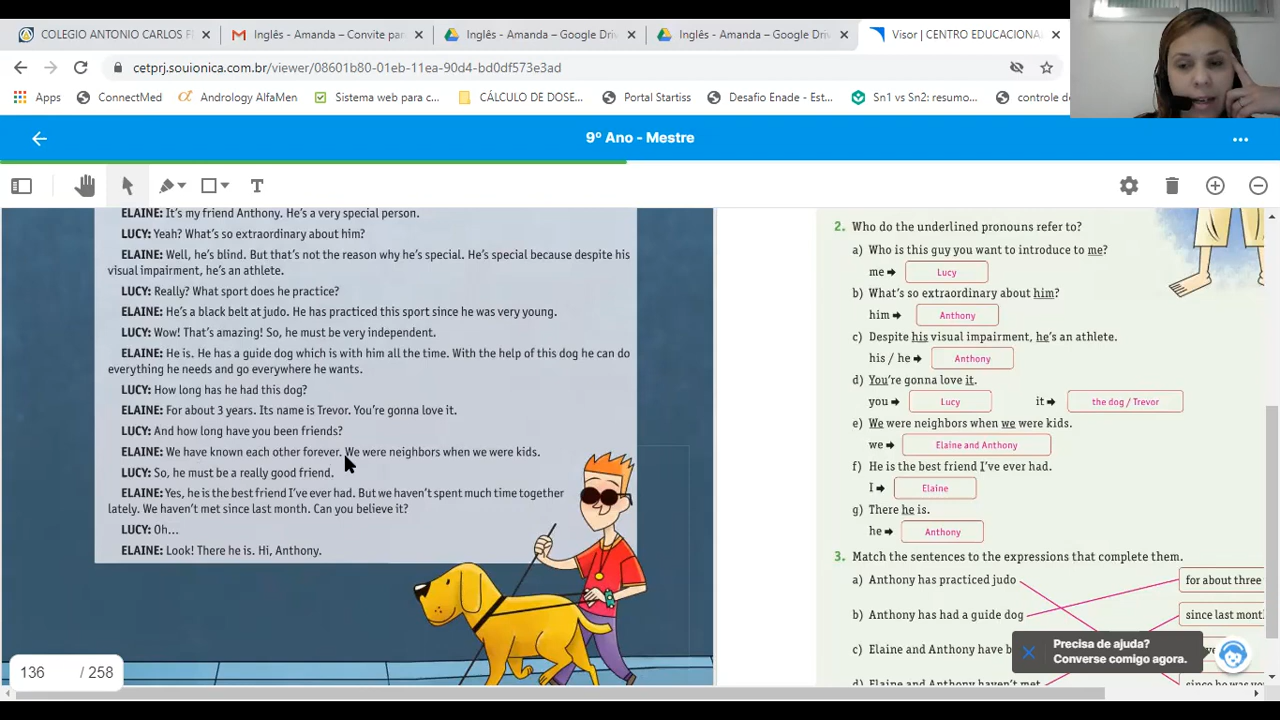 COLEGIO ANTONIO CARLOS F
Inglês - Amanda – Convite par
Inglês - Amanda – Google Driv
Inglês - Amanda – Google Driv
Visor | CENTRO EDUCACIONA
cetprj.souionica.com.br/viewer/08601b80-01eb-11ea-90d4-bd0df573e3ad
Apps
ConnectMed
Andrology AlfaMen
Sistema web para c...
CÁLCULO DE DOSE...
Portal Startiss
Desafio Enade - Est...
Sn1 vs Sn2: resumo...
controle d
9º Ano - Mestre
ELAINE: It's my friend Anthony. He's a very special person.
LUCY: Yeah? What's so extraordinary about him?
ELAINE: Well, he's blind. But that's not the reason why he's special. He's special because despite his
visual impairment, he's an athlete.
LUCY: Really? What sport does he practice?
ELAINE: He's a black belt at judo. He has practiced this sport since he was very young.
LUCY: Wow! That's amazing! So, he must be very independent.
ELAINE: He is. He has a guide dog which is with him all the time. With the help of this dog he can do
everything he needs and go everywhere he wants.
LUCY: How long has he had this dog?
ELAINE: For about 3 years. Its name is Trevor. You're gonna love it.
LUCY: And how long have you been friends?
ELAINE: We have known each other forever. We were neighbors when we were kids.
LUCY: So, he must be a really good friend.
ELAINE: Yes, he is the best friend I've ever had. But we haven't spent much time together
lately. We haven't met since last month. Can you believe it?
LUCY: Oh...
ELAINE: Look! There he is. Hi, Anthony.
136 / 258
2. Who do the underlined pronouns refer to?
a) Who is this guy you want to introduce to me?
me ➡ Lucy
b) What's so extraordinary about him?
him ➡ Anthony
c) Despite his visual impairment, he's an athlete.
his / he ➡ Anthony
d) You're gonna love it.
you ➡ Lucy it ➡ the dog / Trevor
e) We were neighbors when we were kids.
we ➡ Elaine and Anthony
f) He is the best friend I've ever had.
I ➡ Elaine
g) There he is.
he ➡ Anthony
3. Match the sentences to the expressions that complete them.
a) Anthony has practiced judo for about three
b) Anthony has had a guide dog since last mont
c) Elaine and Anthony have b
d) Elaine and Anthony haven't met since he was yo
Precisa de ajuda?
Converse comigo agora.